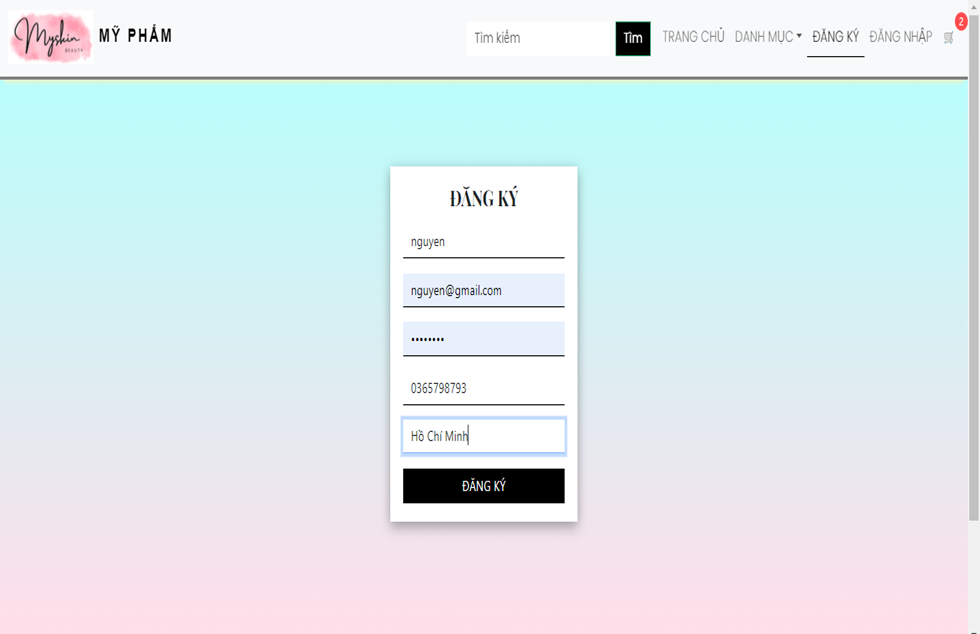 Myskin
BEAUTY
MỸ PHẨM
Tìm kiếm
Tìm
TRANG CHỦ
DANH MỤC
ĐĂNG KÝ
ĐĂNG NHẬP
2
ĐĂNG KÝ
nguyen
nguyen@gmail.com
••••••••
0365798793
Hồ Chí Minh
ĐĂNG KÝ